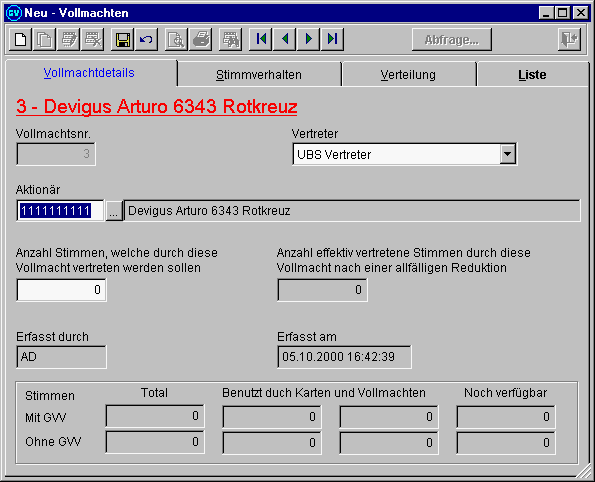 GV Neu - Vollmachten
Abfrage...
Vollmachtdetails Stimmverhalten Verteilung Liste
3 - Devigus Arturo 6343 Rotkreuz
Vollmachtsnr. Vertreter
3 UBS Vertreter
Aktionär
1111111111 ... Devigus Arturo 6343 Rotkreuz
Anzahl Stimmen, welche durch diese Anzahl effektiv vertretene Stimmen durch diese
Vollmacht vertreten werden sollen Vollmacht nach einer allfälligen Reduktion
0 0
Erfasst durch Erfasst am
AD 05.10.2000 16:42:39
Stimmen Total Benutzt duch Karten und Vollmachten Noch verfügbar
Mit GVV 0 0 0 0
Ohne GVV 0 0 0 0